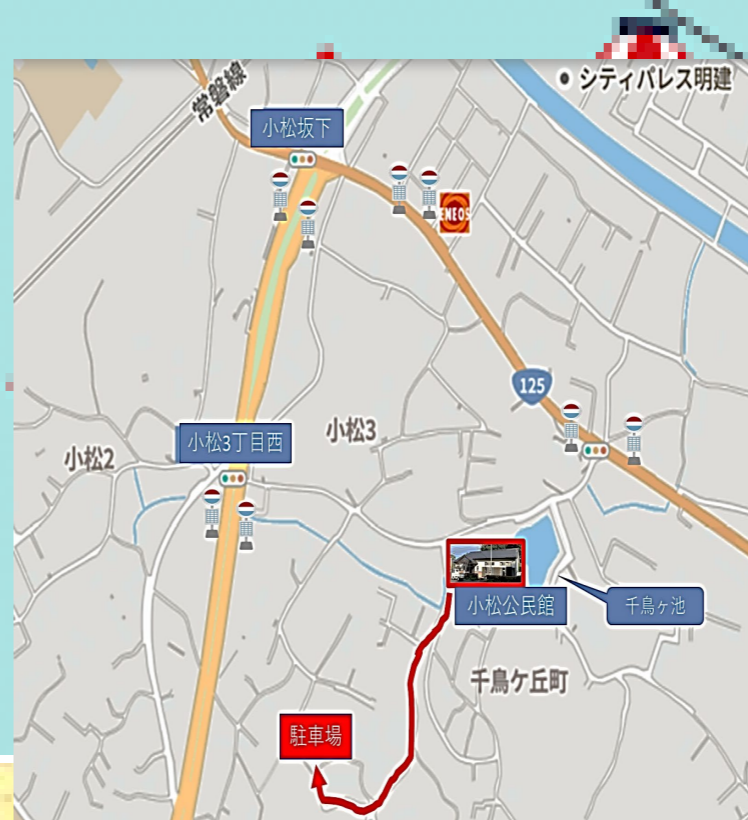 シティパレス明建
常磐線
小松坂下
ENEOS
125
小松3丁目西
小松3
小松2
小松公民館
千鳥ヶ池
千鳥ケ丘町
駐車場